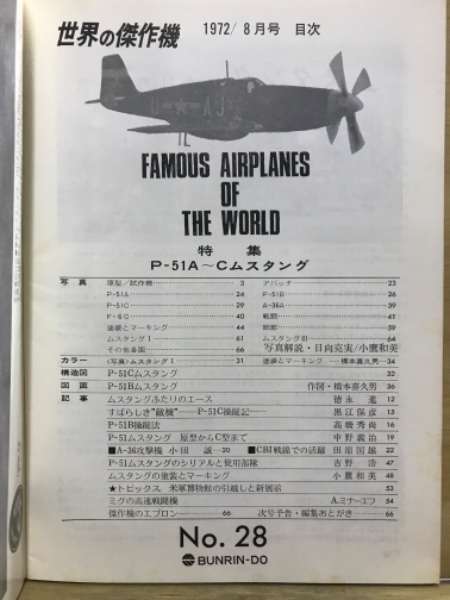 世界の傑作機 1972/8月号 目次
FAMOUS AIRPLANES
OF
THE WORLD
特集
P-51A～Cムスタング
写真 原型/試作機 3 アパッチ 23
P-51A 24 P-51B 26
P-51C 29 A-36A 39
F-6C 40 戦闘 41
塗装とマーキング 44 59
ムスタングⅠ 61 ムスタングⅢ 64
その他各国 66 写真解説・日向克実/小鷹和美
カラー (写真)ムスタングⅠ 31 塗装とマーキング 橋本喜久男 34
構造図 P-51Cムスタング 32
図面 P-51Bムスタング 作図・橋本喜久男 36
記事 ムスタングふたりのエース 徳永進 12
すばらしき"敵機"——P-51C操縦記—— 黒江保彦 15
P-51B操縦法 高橋秀尚 16
P-51ムスタング 原型からC型まで 中野義治 19
■A-36攻撃機 小田誠 20 ■CBI戦線での活躍 田原国雄 22
P-51ムスタングのシリアルと使用部隊 吉野浩 47
ムスタングの塗装とマーキング 小鷹和美 48
★トピックス 米軍博物館の引越しと新展示 53
ミグの高速戦闘機 A.ミナーエフ 54
傑作機のエプロン 66 次号予告・編集あとがき 66
No. 28
BUNRIN-DO